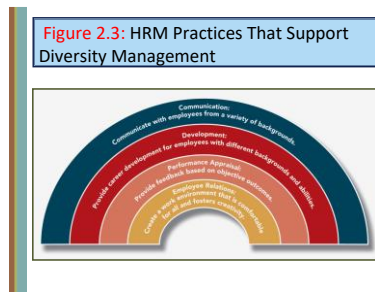 Figure 2.3: HRM Practices That Support
Diversity Management
Communication:
Communicate with employees from a variety of backgrounds.
Development:
Provide career development for employees with different backgrounds and abilities.
Performance Appraisal:
Provide feedback based on objective outcomes.
Employee Relations:
Create a work environment that is comfortable
for all and fosters creativity.